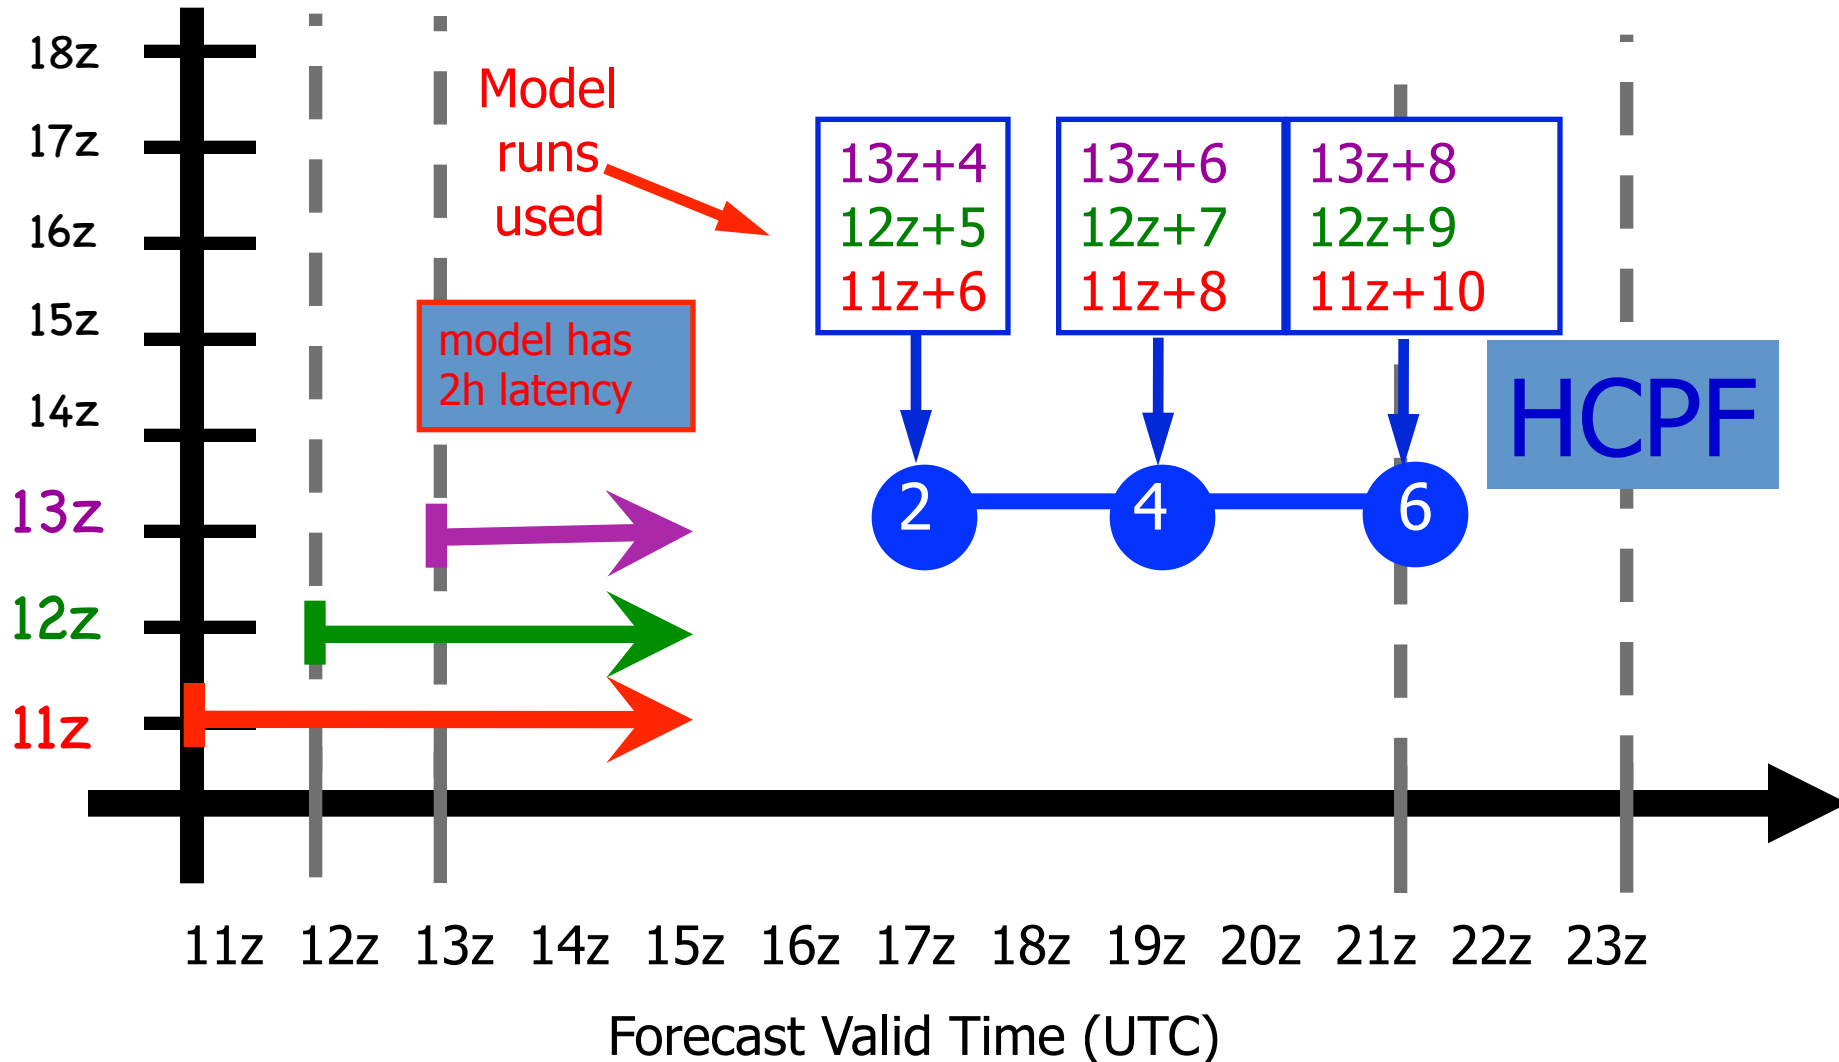 18z
17z
16z
15z
14z
13z
12z
11z
Model
runs
used
model has
2h latency
13z+4
12z+5
11z+6
13z+6
12z+7
11z+8
13z+8
12z+9
11z+10
HCPF
2 4 6
11z 12z 13z 14z 15z 16z 17z 18z 19z 20z 21z 22z 23z
Forecast Valid Time (UTC)